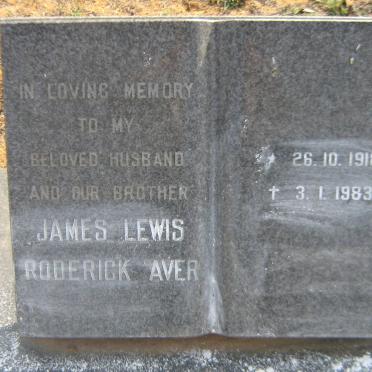 IN LOVING MEMORY
TO MY
BELOVED HUSBAND
AND OUR BROTHER
JAMES LEWIS
RODERICK AVER
26. 10. 191
† 3. 1. 1983